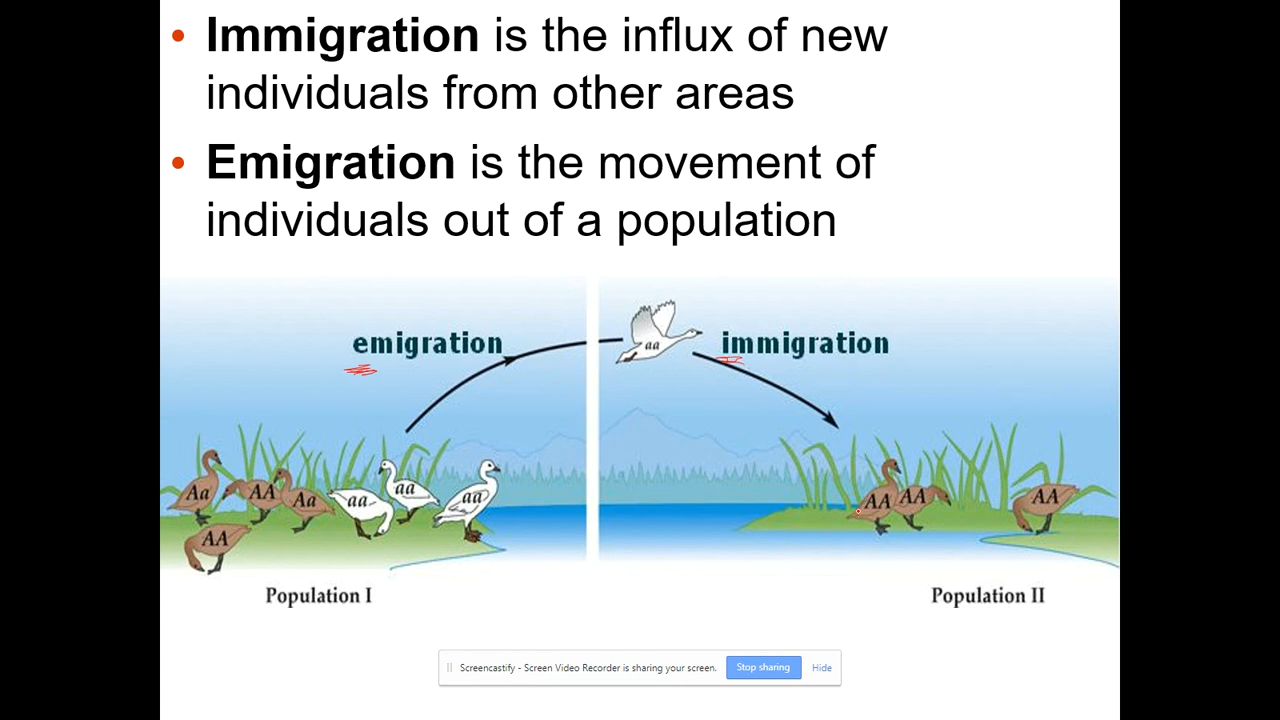 • Immigration is the influx of new
individuals from other areas
• Emigration is the movement of
individuals out of a population
emigration
aa
immigration
Aa
AA
Aa
aa
aa
aa
AA
AA
AA
AA
Population I
Population II
Screencastify - Screen Video Recorder is sharing your screen.
Stop sharing
Hide